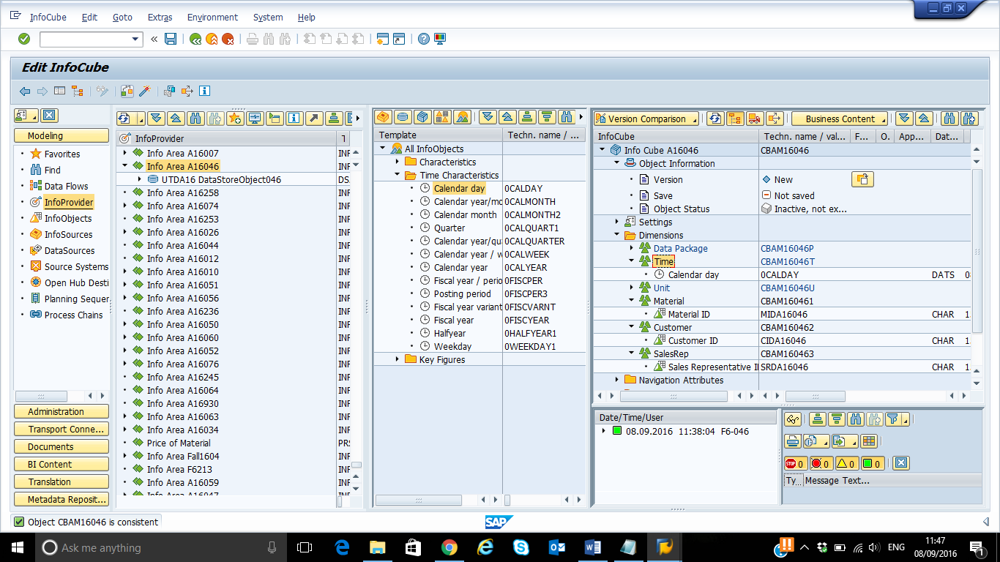 InfoCube Edit Goto Extras Environment System Help
Edit InfoCube
Modeling
Favorites
Find
Data Flows
InfoProvider
InfoObjects
InfoSources
DataSources
Source Systems
Open Hub Desti
Planning Sequer
Process Chains
Administration
Transport Conne...
Documents
BI Content
Translation
Metadata Reposit...
InfoProvider T
Info Area A16007 INF
Info Area A16046 INF
UTDA16 DataStoreObject046 DS
Info Area A16258 INF
Info Area A16074 INF
Info Area A16253 INF
Info Area A16026 INF
Info Area A16044 INF
Info Area A16012 INF
Info Area A16010 INF
Info Area A16051 INF
Info Area A16056 INF
Info Area A16236 INF
Info Area A16050 INF
Info Area A16060 INF
Info Area A16052 INF
Info Area A16076 INF
Info Area A16245 INF
Info Area A16064 INF
Info Area A16930 INF
Info Area A16063 INF
Info Area A16034 INF
Price of Material PR
Info Area Fall1604 INF
Info Area F6213 INF
Info Area A16059 INF
Info Area A16047 INF
Template Techn. name / ...
All InfoObjects
Characteristics
Time Characteristics
Calendar day 0CALDAY
Calendar year/mo 0CALMONTH
Calendar month 0CALMONTH2
Quarter 0CALQUART1
Calendar year/qua 0CALQUARTER
Calendar year / w 0CALWEEK
Calendar year 0CALYEAR
Fiscal year / perio 0FISCPER
Posting period 0FISCPER3
Fiscal year variant 0FISCVARNT
Fiscal year 0FISCYEAR
Halfyear 0HALFYEAR1
Weekday 0WEEKDAY1
Key Figures
Version Comparison Business Content
InfoCube Techn. name / val... F... O. App... Dat...
Info Cube A16046 CBAM16046
Object Information
Version New
Save Not saved
Object Status Inactive, not ex...
Settings
Dimensions
Data Package CBAM16046P
Time CBAM16046T
Calendar day 0CALDAY DATS 0
Unit CBAM16046U
Material CBAM160461
Material ID MIDA16046 CHAR 1
Customer CBAM160462
Customer ID CIDA16046 CHAR 1
SalesRep CBAM160463
Sales Representative I SRDA16046 CHAR 1
Navigation Attributes
Date/Time/User
08.09.2016 11:38:04 F6-046
STOP 0 0 0 0
Ty... Message Text...
Object CBAM16046 is consistent
SAP
Ask me anything
ENG
11:47
08/09/2016
1